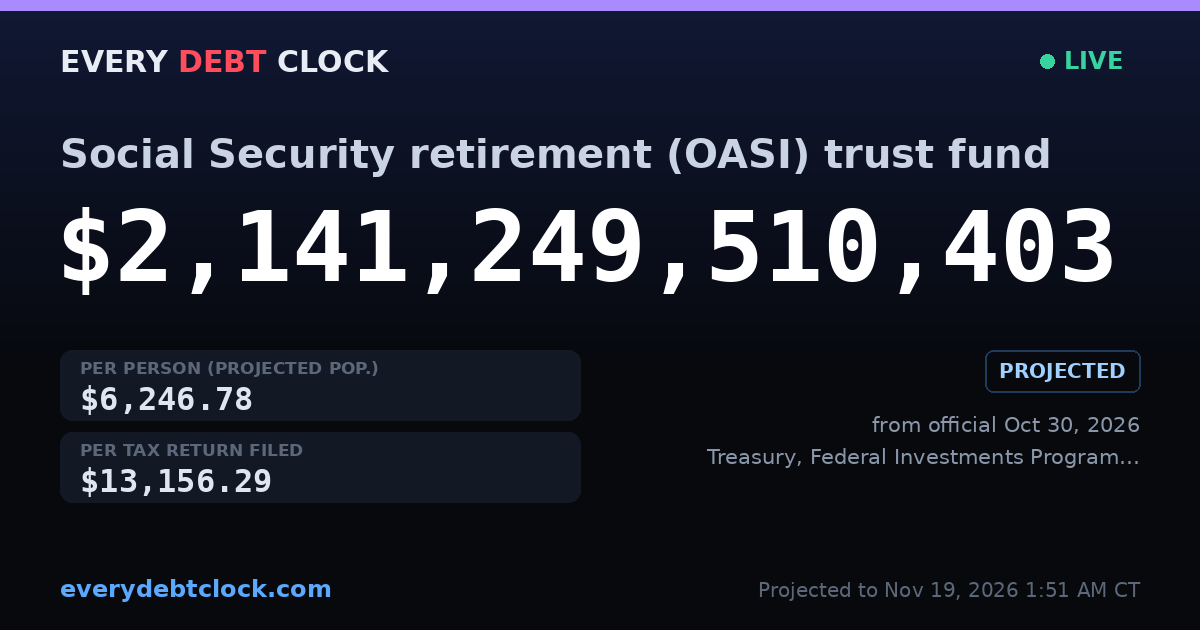 EVERY DEBT CLOCK
LIVE
Social Security retirement (OASI) trust fund
$2,141,249,510,403
PER PERSON (PROJECTED POP.)
$6,246.78
PER TAX RETURN FILED
$13,156.29
PROJECTED
from official Oct 30, 2026
Treasury, Federal Investments Program…
everydebtclock.com
Projected to Nov 19, 2026 1:51 AM CT